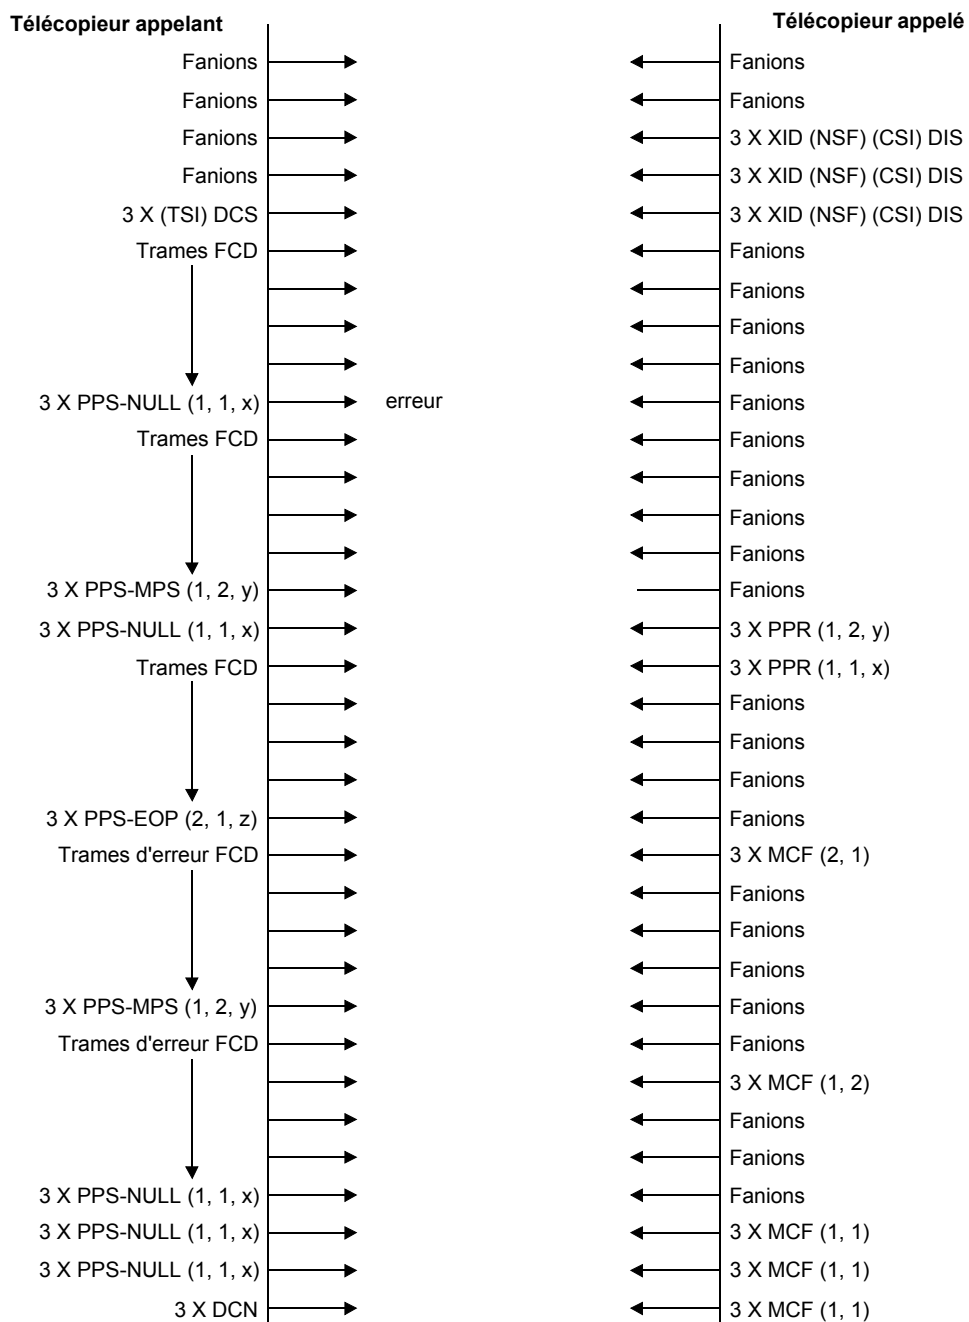 Télécopieur appelant Télécopieur appelé
Fanions Fanions
Fanions Fanions
Fanions 3 X XID (NSF) (CSI) DIS
Fanions 3 X XID (NSF) (CSI) DIS
3 X (TSI) DCS 3 X XID (NSF) (CSI) DIS
Trames FCD Fanions
Fanions
Fanions
Fanions
3 X PPS-NULL (1, 1, x) erreur Fanions
Trames FCD Fanions
Fanions
Fanions
Fanions
3 X PPS-MPS (1, 2, y) Fanions
3 X PPS-NULL (1, 1, x) 3 X PPR (1, 2, y)
Trames FCD 3 X PPR (1, 1, x)
Fanions
Fanions
Fanions
3 X PPS-EOP (2, 1, z) Fanions
Trames d'erreur FCD 3 X MCF (2, 1)
Fanions
Fanions
Fanions
3 X PPS-MPS (1, 2, y) Fanions
Trames d'erreur FCD Fanions
3 X MCF (1, 2)
Fanions
Fanions
3 X PPS-NULL (1, 1, x) Fanions
3 X PPS-NULL (1, 1, x) 3 X MCF (1, 1)
3 X PPS-NULL (1, 1, x) 3 X MCF (1, 1)
3 X DCN 3 X MCF (1, 1)